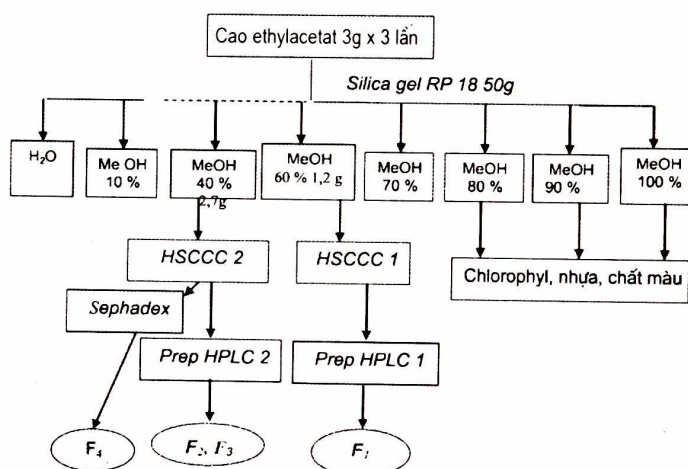 Cao ethylacetat 3g x 3 lần
Silica gel RP 18 50g
H₂O
Me OH
10 %
MeOH
40 %
2,7g
MeOH
60 % 1,2 g
MeOH
70 %
MeOH
80 %
MeOH
90 %
MeOH
100 %
HSCCC 2
HSCCC 1
Chlorophyl, nhựa, chất màu
Sephadex
Prep HPLC 2
Prep HPLC 1
F₄
F₂, F₃
F₁